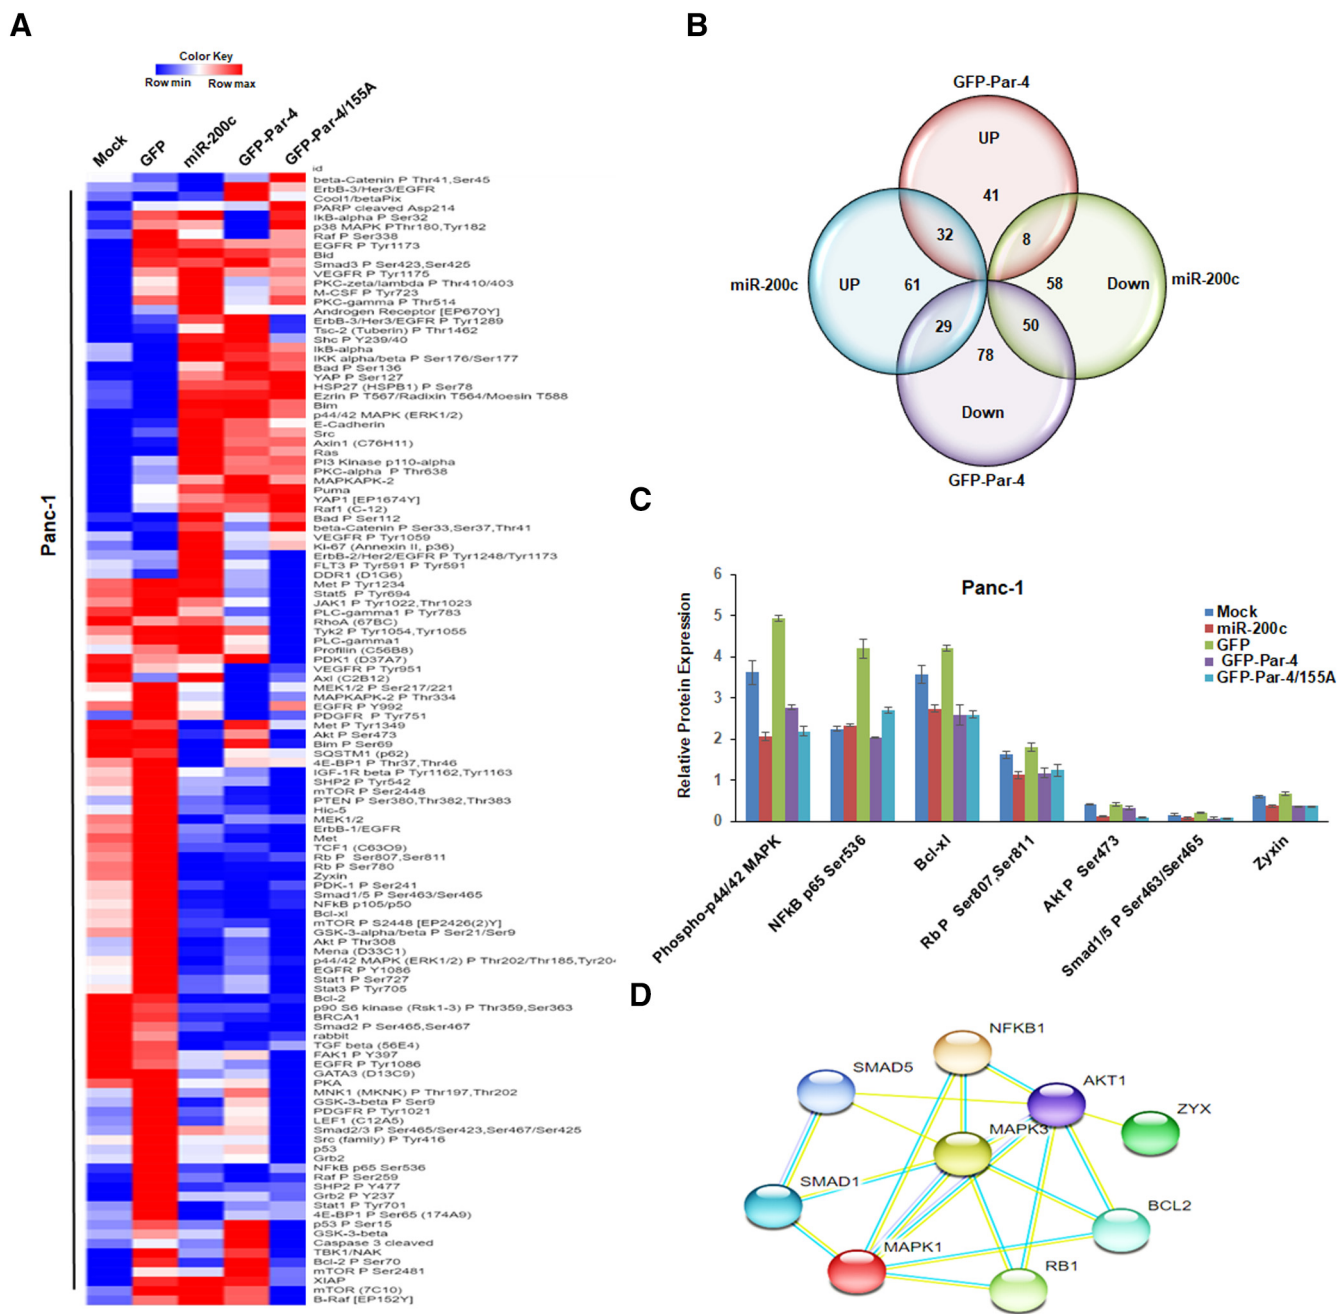 A
Color Key
Row min Row max
Mock
GFP
miR-200c
GFP-Par-4
GFP-Par-4/155A
id
beta-Catenin P Thr41,Ser45
ErbB-3/Her3/EGFR
Cool1/betaPix
PARP cleaved Asp214
IkB-alpha P Ser32
p38 MAPK PThr180,Tyr182
Raf P Ser338
EGFR P Tyr1173
Bid
Smad3 P Ser423,Ser425
VEGFR P Tyr1175
PKC-zeta/lambda P Thr410/403
M-CSF P Tyr723
PKC-gamma P Thr514
Androgen Receptor [EP670Y]
ErbB-3/Her3/EGFR P Tyr1289
Tsc-2 (Tuberin) P Thr1462
Shc P Y239/40
IkB-alpha
IKK alpha/beta P Ser176/Ser177
Bad P Ser136
YAP P Ser127
HSP27 (HSPB1) P Ser78
Ezrin P T567/Radixin T564/Moesin T588
Bim
p44/42 MAPK (ERK1/2)
E-Cadherin
Src
Axin1 (C76H11)
Ras
PI3 Kinase p110-alpha
PKC-alpha P Thr638
MAPKAPK-2
Puma
YAP1 [EP1674Y]
Raf1 (C-12)
Bad P Ser112
beta-Catenin P Ser33,Ser37,Thr41
VEGFR P Tyr1059
Ki-67 (Annexin II, p36)
ErbB-2/Her2/EGFR P Tyr1248/Tyr1173
FLT3 P Tyr591 P Tyr591
DDR1 (D1G6)
Met P Tyr1234
Stat5 P Tyr694
JAK1 P Tyr1022,Thr1023
PLC-gamma1 P Tyr783
RhoA (67BC)
Tyk2 P Tyr1054,Tyr1055
PLC-gamma1
Profilin (C56B8)
PDK1 (D37A7)
VEGFR P Tyr951
Axl (C2B12)
MEK1/2 P Ser217/221
MAPKAPK-2 P Thr334
EGFR P Y992
PDGFR P Tyr751
Met P Tyr1349
Akt P Ser473
Bim P Ser69
SQSTM1 (p62)
4E-BP1 P Thr37,Thr46
IGF-1R beta P Tyr1162,Tyr1163
SHP2 P Tyr542
mTOR P Ser2448
PTEN P Ser380,Thr382,Thr383
Hic-5
MEK1/2
ErbB-1/EGFR
Met
TCF1 (C63O9)
Rb P Ser807,Ser811
Rb P Ser780
Zyxin
PDK-1 P Ser241
Smad1/5 P Ser463/Ser465
NFkB p105/p50
Bcl-xl
mTOR P S2448 [EP2426(2)Y]
GSK-3-alpha/beta P Ser21/Ser9
Akt P Thr308
Mena (D33C1)
p44/42 MAPK (ERK1/2) P Thr202/Thr185,Tyr20
EGFR P Y1086
Stat1 P Ser727
Stat3 P Tyr705
Bcl-2
p90 S6 kinase (Rsk1-3) P Thr359,Ser363
BRCA1
Smad2 P Ser465,Ser467
rabbit
TGF beta (56E4)
FAK1 P Y397
EGFR P Tyr1086
GATA3 (D13C9)
PKA
MNK1 (MKNK) P Thr197,Thr202
GSK-3-beta P Ser9
PDGFR P Tyr1021
LEF1 (C12A5)
Smad2/3 P Ser465/Ser423,Ser467/Ser425
Src (family) P Tyr416
p53
Grb2
NFkB p65 Ser536
Raf P Ser259
SHP2 P Y477
Grb2 P Y237
Stat1 P Tyr701
4E-BP1 P Ser65 (174A9)
p53 P Ser15
GSK-3-beta
Caspase 3 cleaved
TBK1/NAK
Bcl-2 P Ser70
mTOR P Ser2481
XIAP
mTOR (7C10)
B-Raf [EP152Y]
Panc-1
B
GFP-Par-4
UP
41
32
8
miR-200c
UP
61
58
Down
miR-200c
29
50
78
Down
GFP-Par-4
C
Panc-1
Relative Protein Expression
6
5
4
3
2
1
0
Mock
miR-200c
GFP
GFP-Par-4
GFP-Par-4/155A
Phospho-p44/42 MAPK
NFkB p65 Ser536
Bcl-xl
Rb P Ser807,Ser811
Akt P Ser473
Smad1/5 P Ser463/Ser465
Zyxin
D
NFKB1
SMAD5
AKT1
ZYX
MAPK3
SMAD1
BCL2
MAPK1
RB1